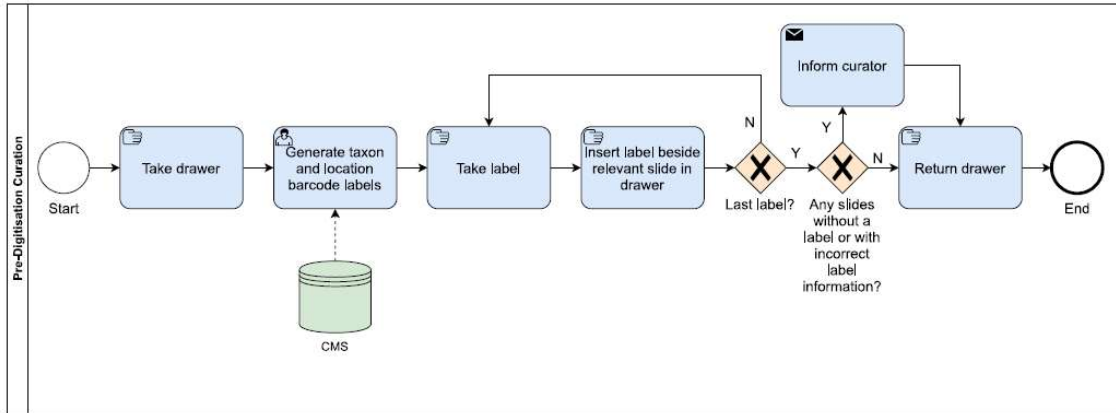 Pre-Digitisation Curation
Start
Take drawer
Generate taxon
and location
barcode labels
CMS
Take label
Insert label beside
relevant slide in
drawer
Last label?
N
Y
Any slides
without a
label or with
incorrect
label
information?
Y
N
Inform curator
Return drawer
End